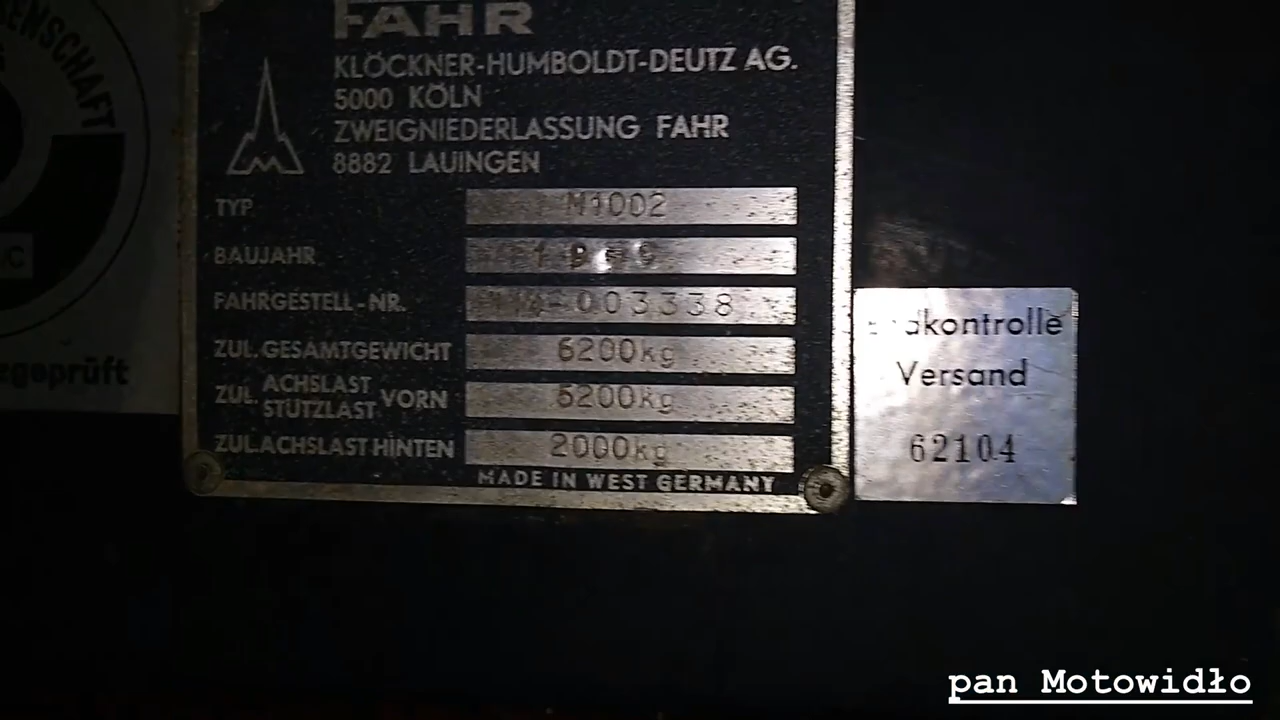 FAHR
KLÖCKNER-HUMBOLDT-DEUTZ AG.
5000 KÖLN
ZWEIGNIEDERLASSUNG FAHR
8882 LAUINGEN
TYP M1002
BAUJAHR
FAHRGESTELL-NR. 003338
ZUL. GESAMTGEWICHT 6200kg
ZUL. ACHSLAST STÜTZLAST VORN 5200kg
ZUL ACHSLAST HINTEN 2000kg
MADE IN WEST GERMANY
Versand
62104
pan Motowidło